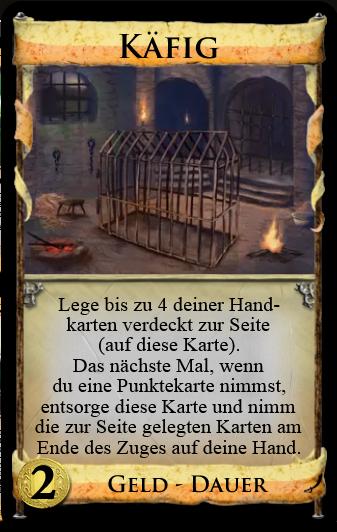 KÄFIG
Lege bis zu 4 deiner Hand-
karten verdeckt zur Seite
(auf diese Karte).
Das nächste Mal, wenn
du eine Punktekarte nimmst,
entsorge diese Karte und nimm
die zur Seite gelegten Karten am
Ende des Zuges auf deine Hand.
2 GELD - DAUER